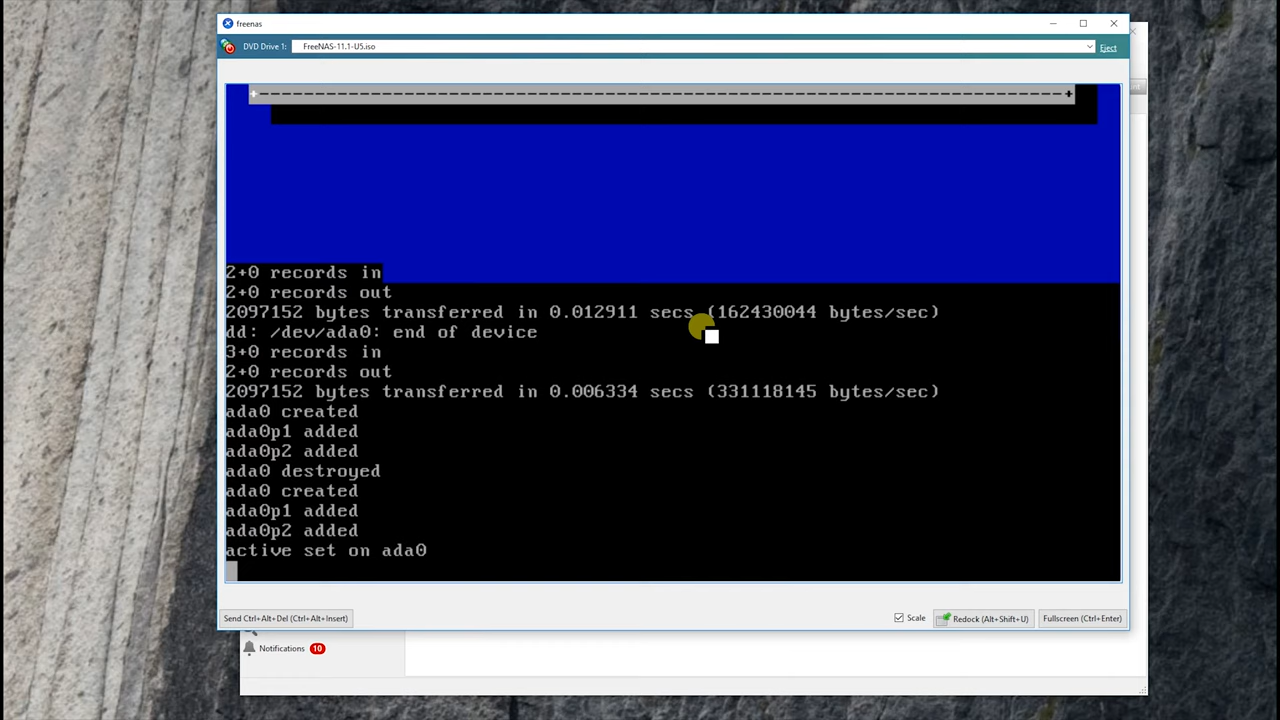 freenas
DVD Drive 1: FreeNAS-11.1-U5.iso Eject
+-----------------------------------------------------------------------+
2+0 records in
2+0 records out
2097152 bytes transferred in 0.012911 secs (162430044 bytes/sec)
dd: /dev/ada0: end of device
3+0 records in
2+0 records out
2097152 bytes transferred in 0.006334 secs (331118145 bytes/sec)
ada0 created
ada0p1 added
ada0p2 added
ada0 destroyed
ada0 created
ada0p1 added
ada0p2 added
active set on ada0
Send Ctrl+Alt+Del (Ctrl+Alt+Insert) Scale Redock (Alt+Shift+U) Fullscreen (Ctrl+Enter)
Notifications 10